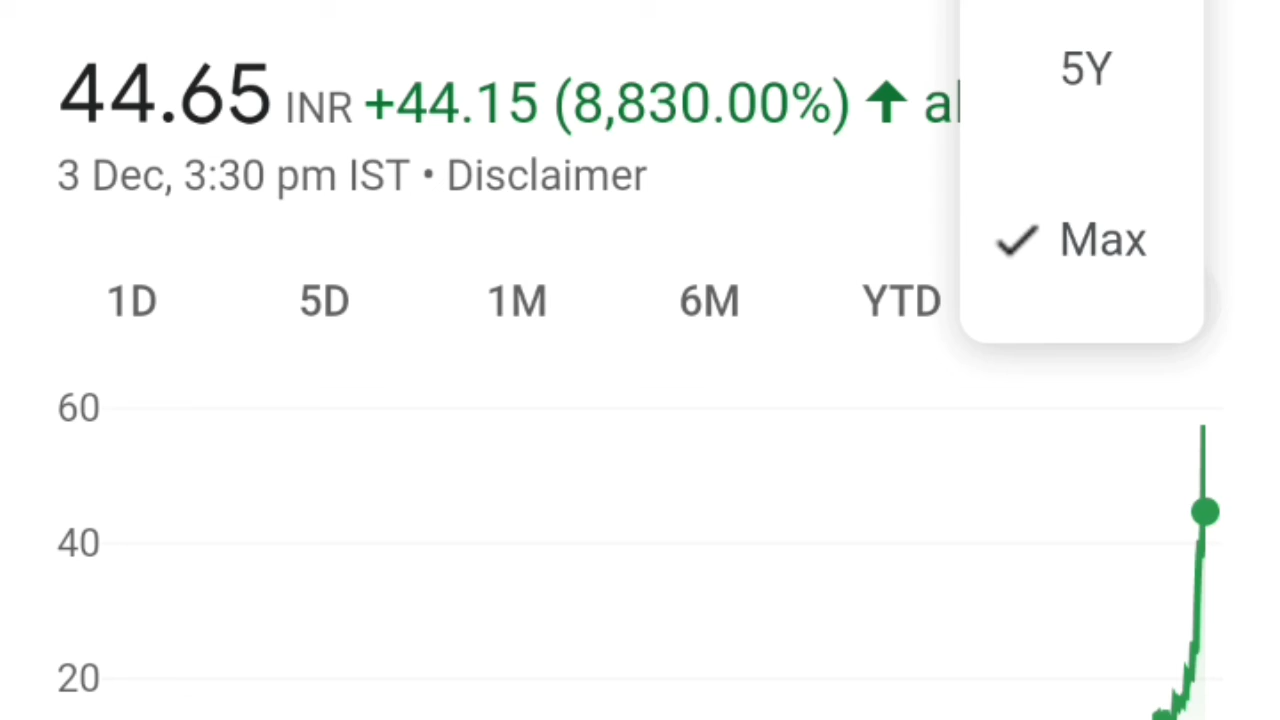 5Y
44.65 INR +44.15 (8,830.00%) ↑
3 Dec, 3:30 pm IST • Disclaimer
Max
1D 5D 1M 6M YTD
60
40
20